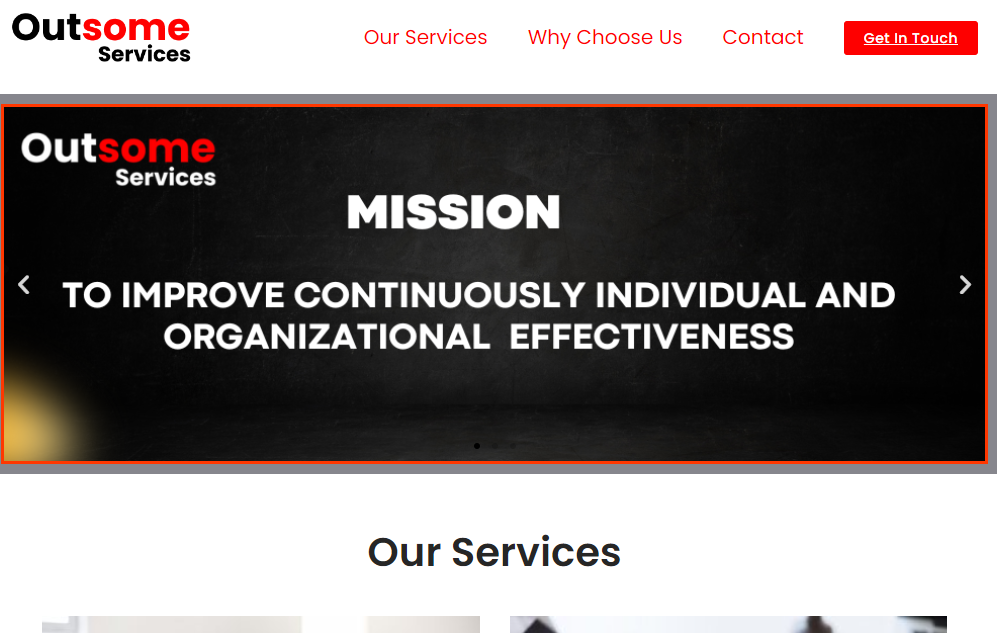 Outsome
Services
Our Services
Why Choose Us
Contact
Get In Touch
Outsome
Services
MISSION
TO IMPROVE CONTINUOUSLY INDIVIDUAL AND
ORGANIZATIONAL EFFECTIVENESS
Our Services